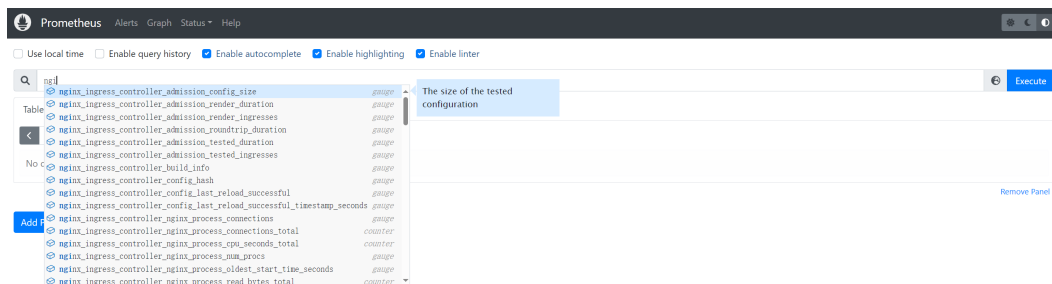 Prometheus Alerts Graph Status Help
Use local time Enable query history Enable autocomplete Enable highlighting Enable linter
ngi Execute
nginx_ingress_controller_admission_config_size gauge The size of the tested
configuration
Table nginx_ingress_controller_admission_render_duration gauge
nginx_ingress_controller_admission_render_ingresses gauge
nginx_ingress_controller_admission_roundtrip_duration gauge
nginx_ingress_controller_admission_tested_duration gauge
No nginx_ingress_controller_admission_tested_ingresses gauge
nginx_ingress_controller_build_info gauge
nginx_ingress_controller_config_hash gauge
nginx_ingress_controller_config_last_reload_successful gauge
Remove Panel
nginx_ingress_controller_config_last_reload_successful_timestamp_seconds gauge
Add nginx_ingress_controller_nginx_process_connections gauge
nginx_ingress_controller_nginx_process_connections_total counter
nginx_ingress_controller_nginx_process_cpu_seconds_total counter
nginx_ingress_controller_nginx_process_num_procs gauge
nginx_ingress_controller_nginx_process_oldest_start_time_seconds gauge
nginx_ingress_controller_nginx_process_read_bytes_total counter